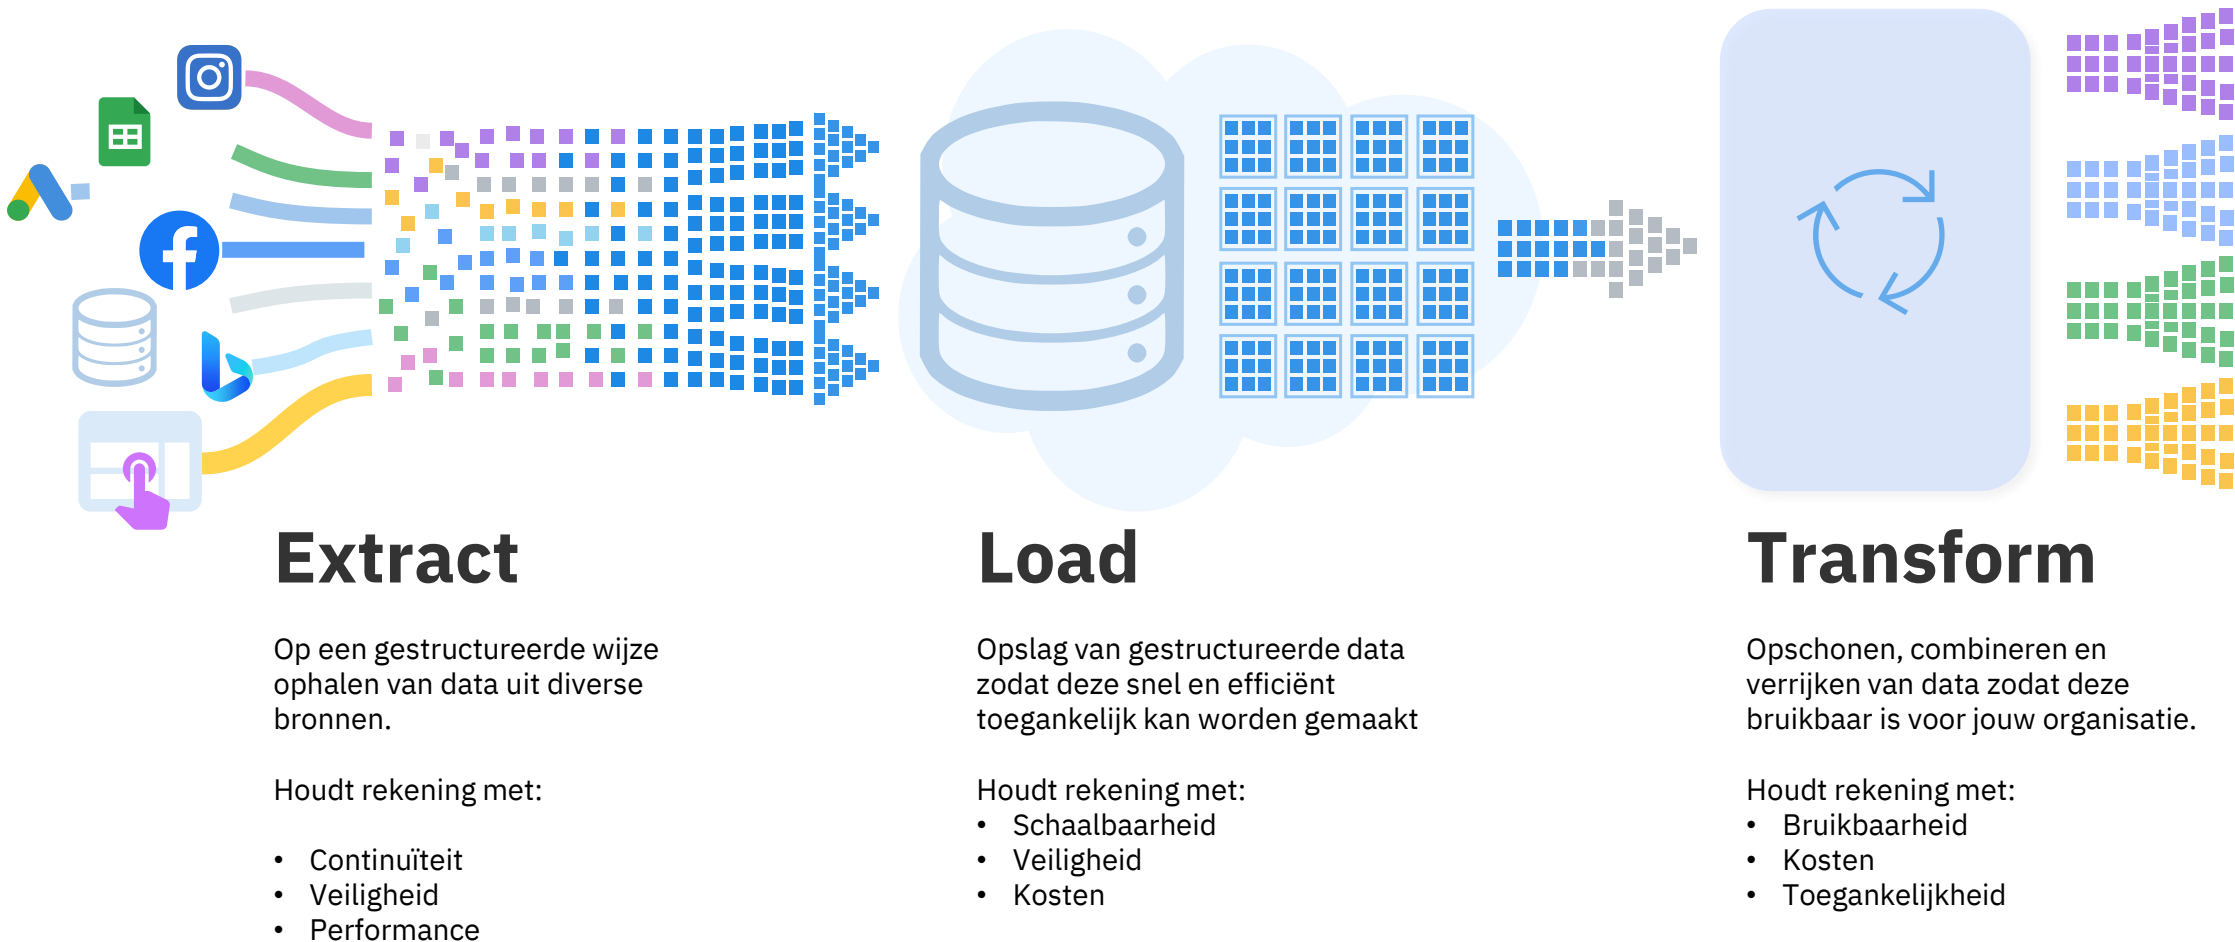 Extract
Op een gestructureerde wijze
ophalen van data uit diverse
bronnen.
Houdt rekening met:
• Continuïteit
• Veiligheid
• Performance
Load
Opslag van gestructureerde data
zodat deze snel en efficiënt
toegankelijk kan worden gemaakt
Houdt rekening met:
• Schaalbaarheid
• Veiligheid
• Kosten
Transform
Opschonen, combineren en
verrijken van data zodat deze
bruikbaar is voor jouw organisatie.
Houdt rekening met:
• Bruikbaarheid
• Kosten
• Toegankelijkheid